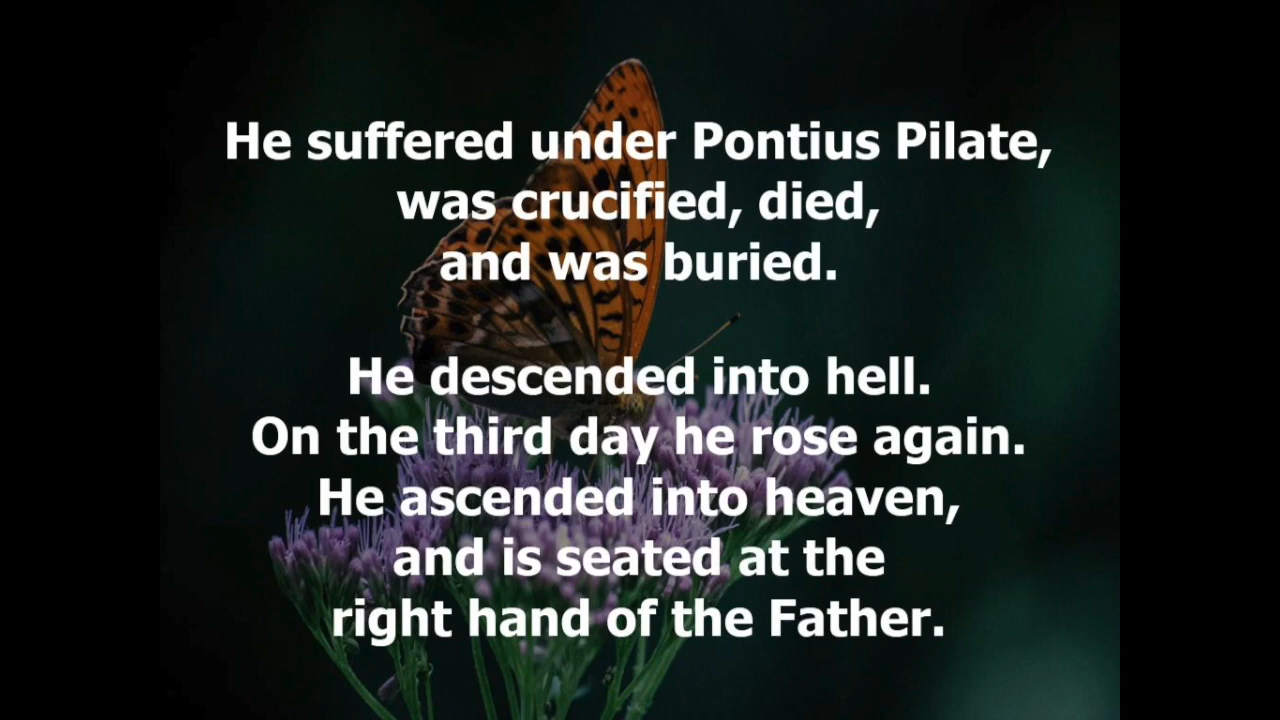 He suffered under Pontius Pilate,
was crucified, died,
and was buried.
He descended into hell.
On the third day he rose again.
He ascended into heaven,
and is seated at the
right hand of the Father.